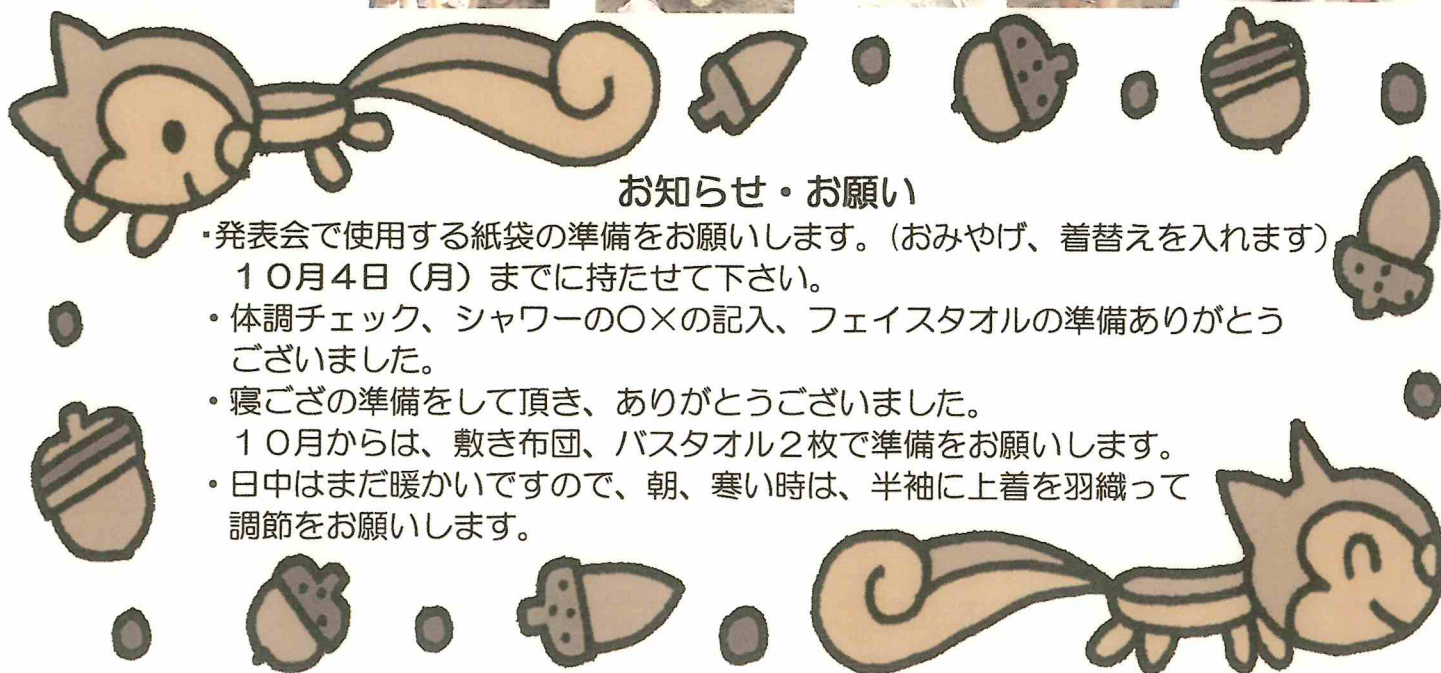 お知らせ・お願い
・発表会で使用する紙袋の準備をお願いします。(おみやげ、着替えを入れます)
１０月４日（月）までに持たせて下さい。
・体調チェック、シャワーの○×の記入、フェイスタオルの準備ありがとう
ございました。
・寝ござの準備をして頂き、ありがとうございました。
１０月からは、敷き布団、バスタオル２枚で準備をお願いします。
・日中はまだ暖かいですので、朝、寒い時は、半袖に上着を羽織って
調節をお願いします。